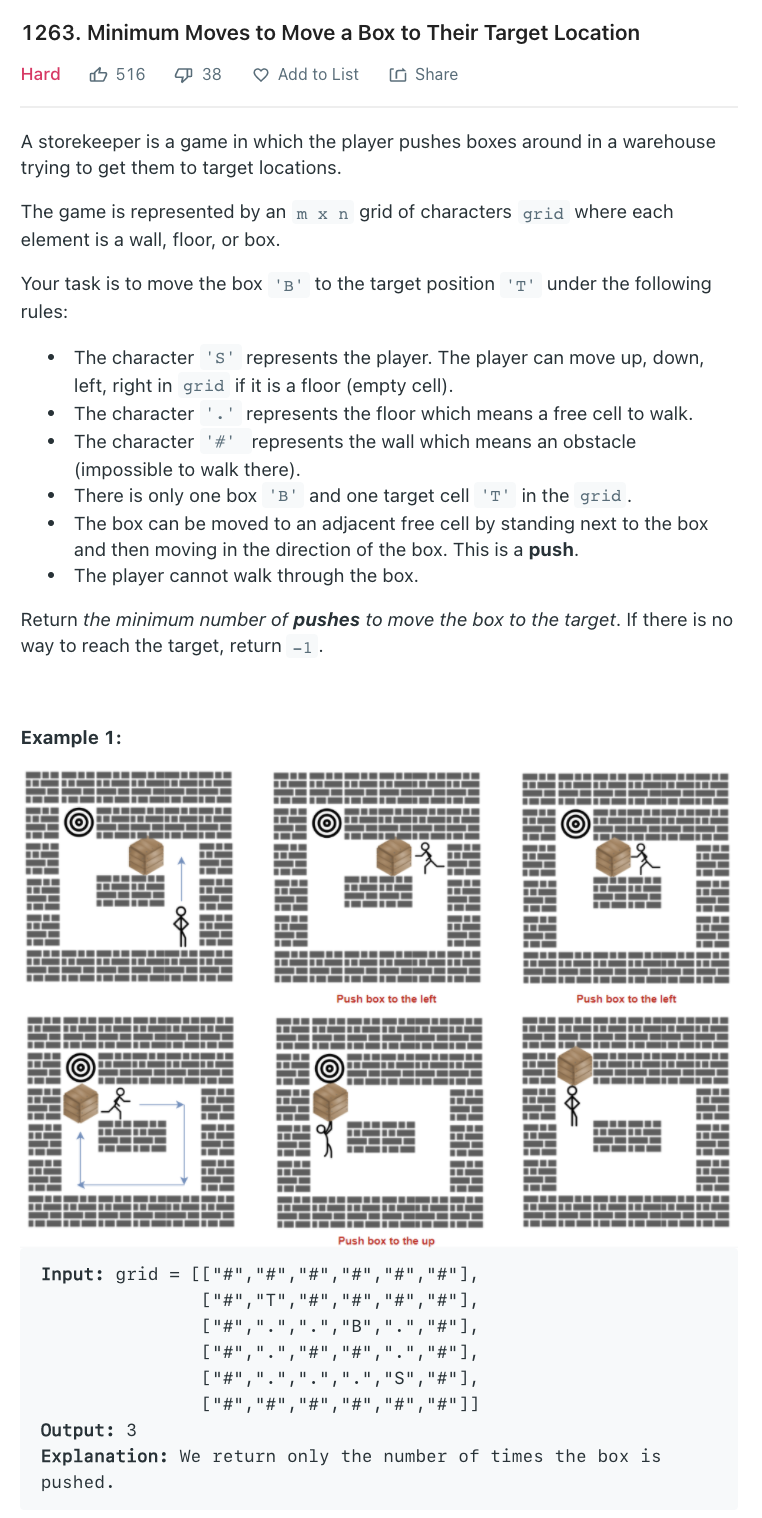 1263. Minimum Moves to Move a Box to Their Target Location
Hard 516 38 Add to List Share
A storekeeper is a game in which the player pushes boxes around in a warehouse
trying to get them to target locations.
The game is represented by an m x n grid of characters grid where each
element is a wall, floor, or box.
Your task is to move the box 'B' to the target position 'T' under the following
rules:
• The character 'S' represents the player. The player can move up, down,
left, right in grid if it is a floor (empty cell).
• The character '.' represents the floor which means a free cell to walk.
• The character '#' represents the wall which means an obstacle
(impossible to walk there).
• There is only one box 'B' and one target cell 'T' in the grid.
• The box can be moved to an adjacent free cell by standing next to the box
and then moving in the direction of the box. This is a push.
• The player cannot walk through the box.
Return the minimum number of pushes to move the box to the target. If there is no
way to reach the target, return -1.
Example 1:
Push box to the left
Push box to the left
Push box to the up
Input: grid = [["#","#","#","#","#","#"],
["#","T","#","#","#","#"],
["#",".",".","B",".","#"],
["#",".","#","#",".","#"],
["#",".",".",".","S","#"],
["#","#","#","#","#","#"]]
Output: 3
Explanation: We return only the number of times the box is
pushed.